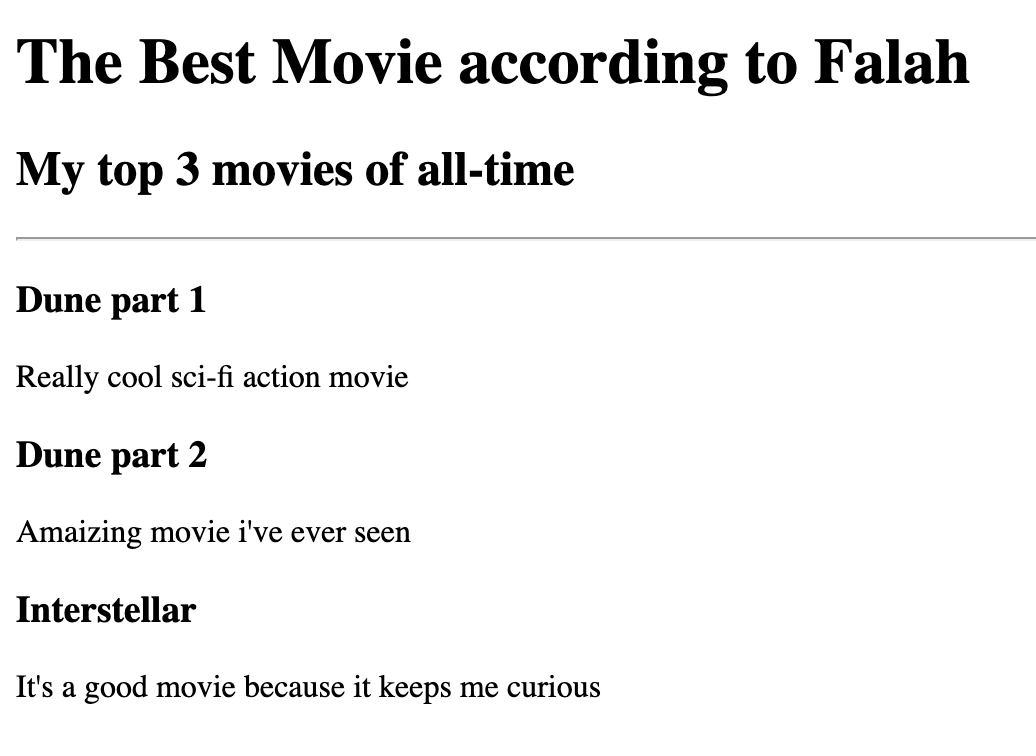 The Best Movie according to Falah
My top 3 movies of all-time
Dune part 1
Really cool sci-fi action movie
Dune part 2
Amaizing movie i've ever seen
Interstellar
It's a good movie because it keeps me curious